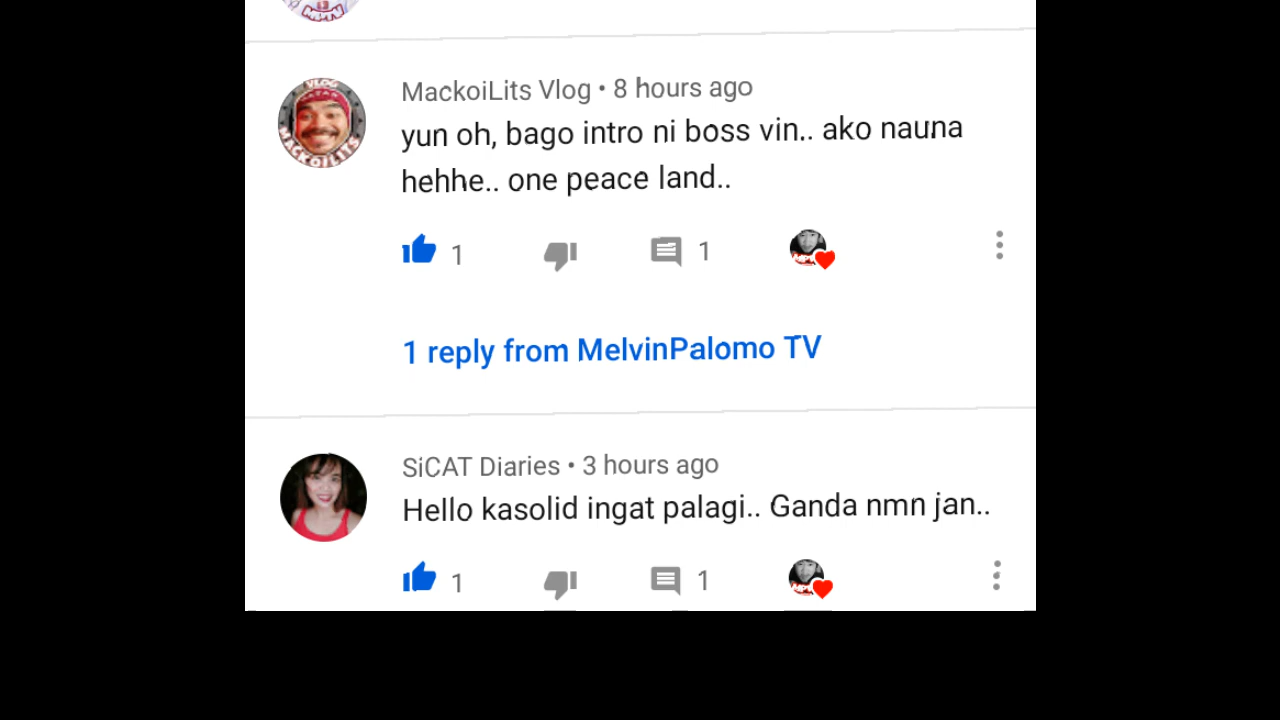 MackoiLits Vlog • 8 hours ago
yun oh, bago intro ni boss vin.. ako nauna
hehhe.. one peace land..
1
1
1 reply from MelvinPalomo TV
SiCAT Diaries • 3 hours ago
Hello kasolid ingat palagi.. Ganda nmn jan..
1
1
VLOG
MACKOILITS